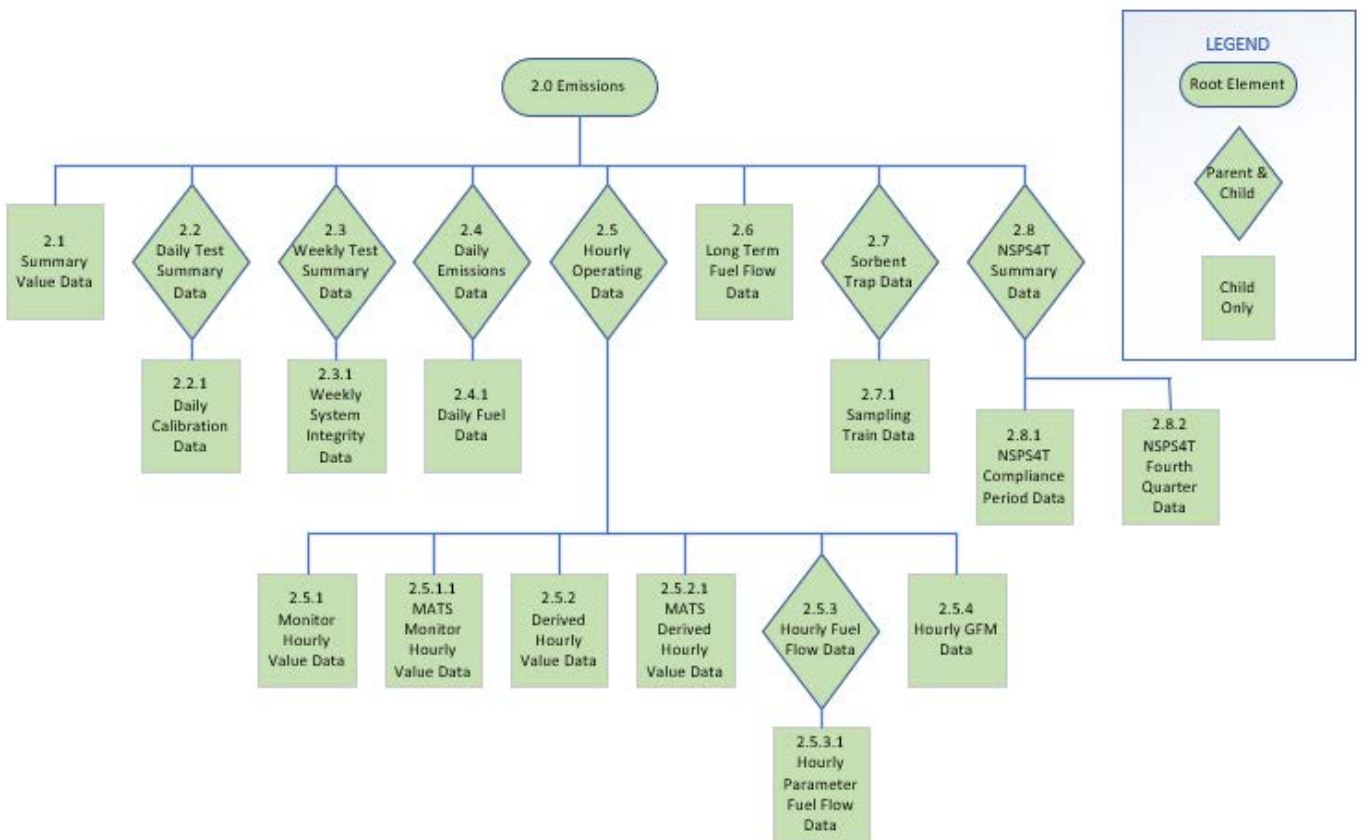 LEGEND
Root Element
Parent &
Child
Child
Only
2.0 Emissions
2.1
Summary
Value Data
2.2
Daily Test
Summary
Data
2.3
Weekly Test
Summary
Data
2.4
Daily
Emissions
Data
2.5
Hourly
Operating
Data
2.6
Long Term
Fuel Flow
Data
2.7
Sorbent
Trap Data
2.8
NSPS4T
Summary
Data
2.2.1
Daily
Calibration
Data
2.3.1
Weekly
System
Integrity
Data
2.4.1
Daily Fuel
Data
2.7.1
Sampling
Train Data
2.8.1
NSPS4T
Compliance
Period Data
2.8.2
NSPS4T
Fourth
Quarter
Data
2.5.1
Monitor
Hourly
Value Data
2.5.1.1
MATS
Monitor
Hourly
Value Data
2.5.2
Derived
Hourly
Value Data
2.5.2.1
MATS
Derived
Hourly
Value Data
2.5.3
Hourly Fuel
Flow Data
2.5.4
Hourly GFM
Data
2.5.3.1
Hourly
Parameter
Fuel Flow
Data